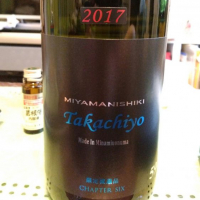 2017
MIYAMANISHIKI
Takachiyo
Made In Minamiuonuma
CHAPTER SIX